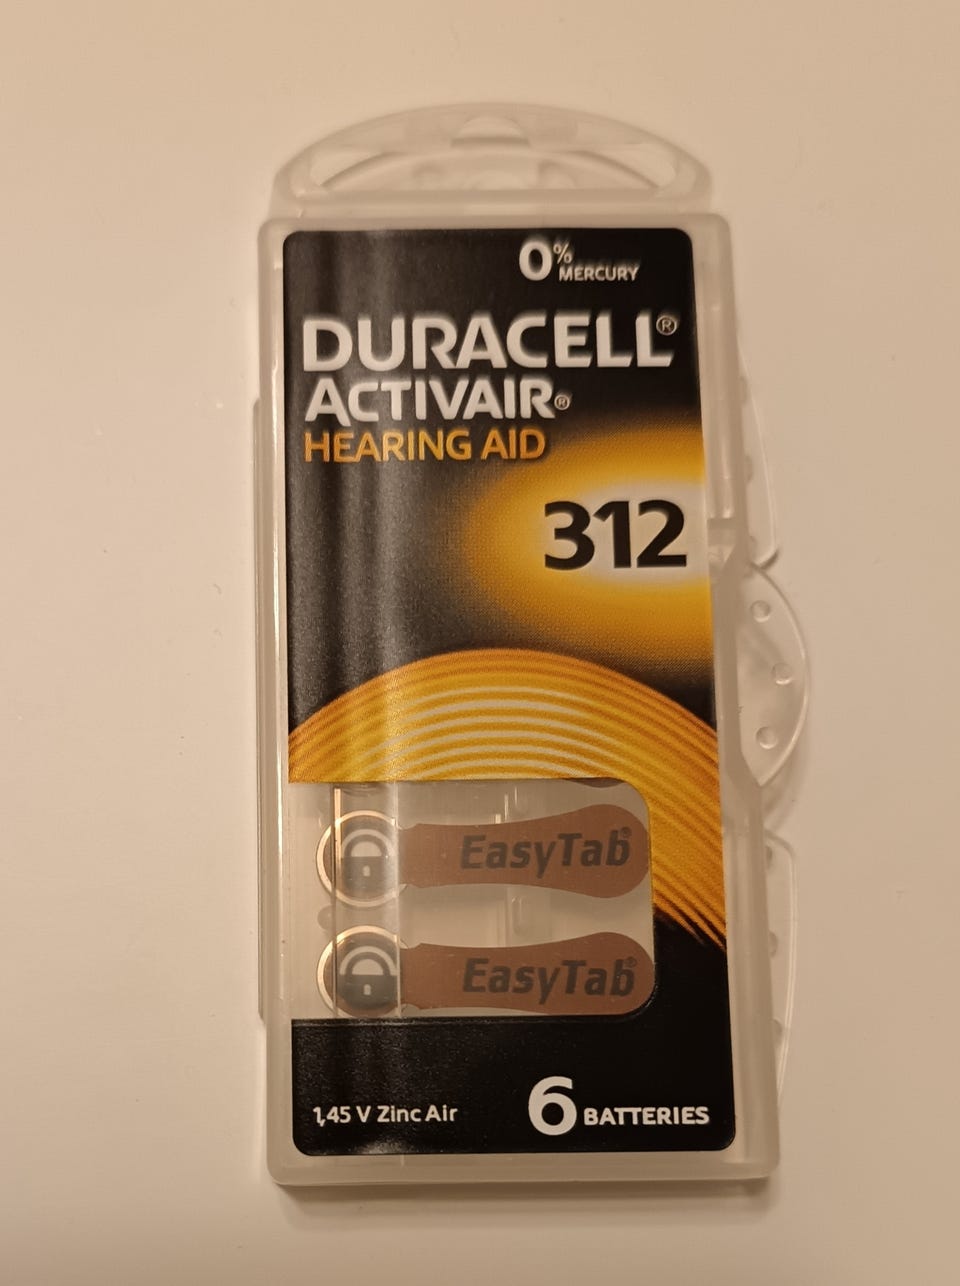 0% MERCURY
DURACELL®
ACTIVAIR®
HEARING AID
312
EasyTab®
EasyTab®
1,45 V Zinc Air
6 BATTERIES